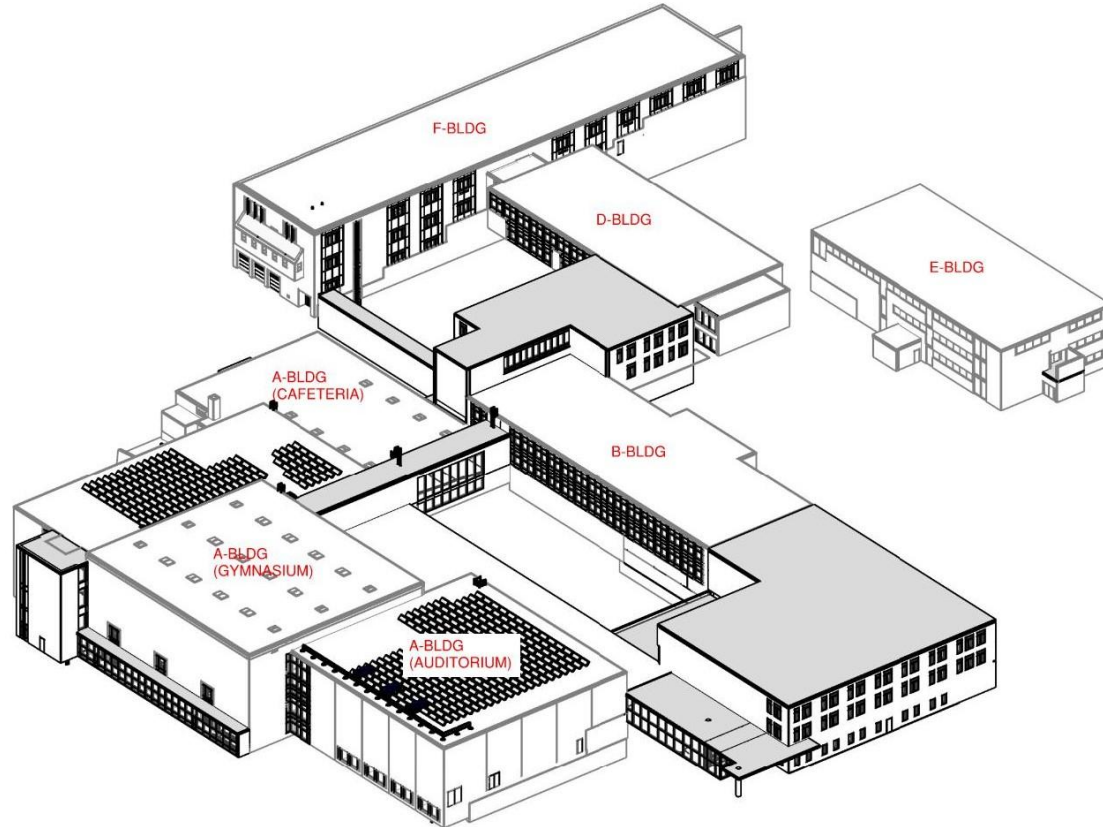 F-BLDG
D-BLDG
E-BLDG
A-BLDG
(CAFETERIA)
B-BLDG
A-BLDG
(GYMNASIUM)
A-BLDG
(AUDITORIUM)